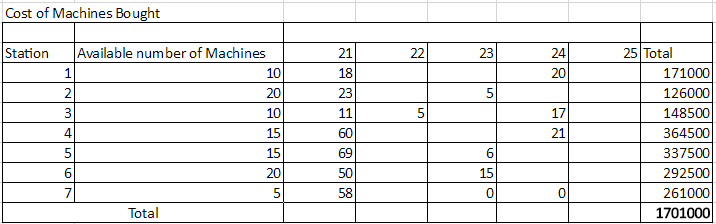 Cost of Machines Bought
Station Available number of Machines 21 22 23 24 25 Total
1 10 18 20 171000
2 20 23 5 126000
3 10 11 5 17 148500
4 15 60 21 364500
5 15 69 6 337500
6 20 50 15 292500
7 5 58 0 0 261000
Total 1701000